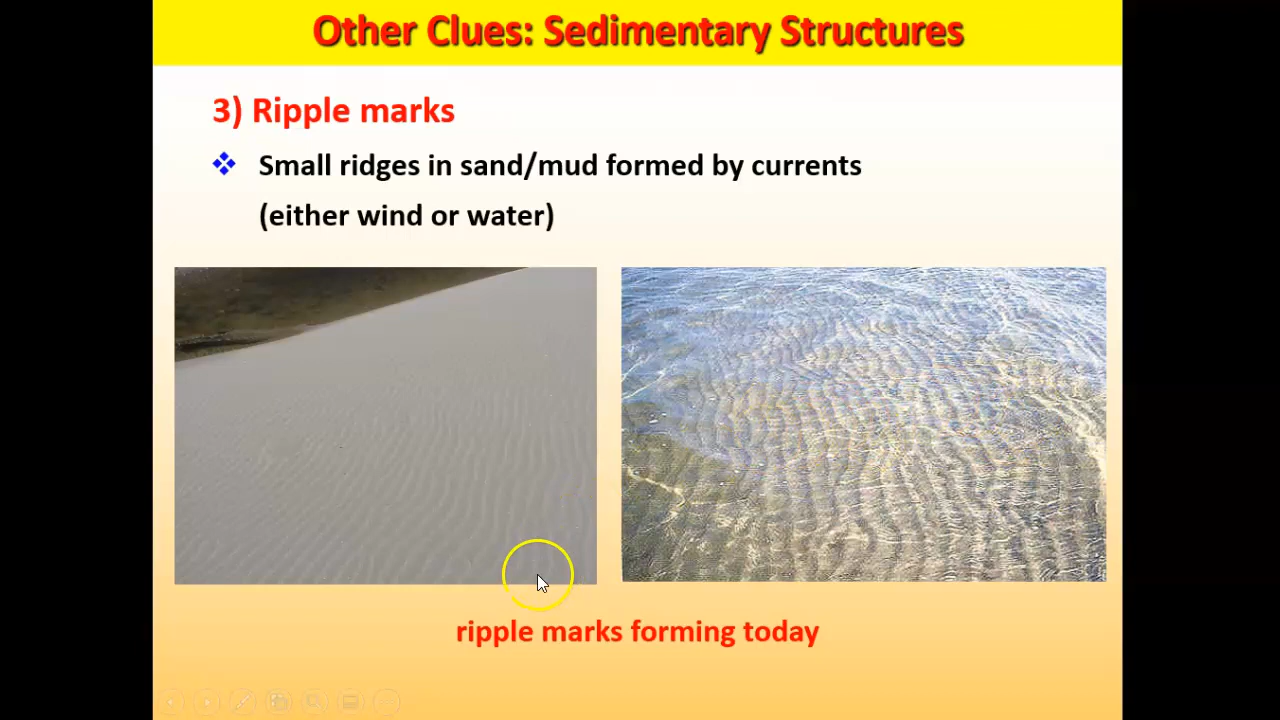 Other Clues: Sedimentary Structures
3) Ripple marks
Small ridges in sand/mud formed by currents
(either wind or water)
ripple marks forming today